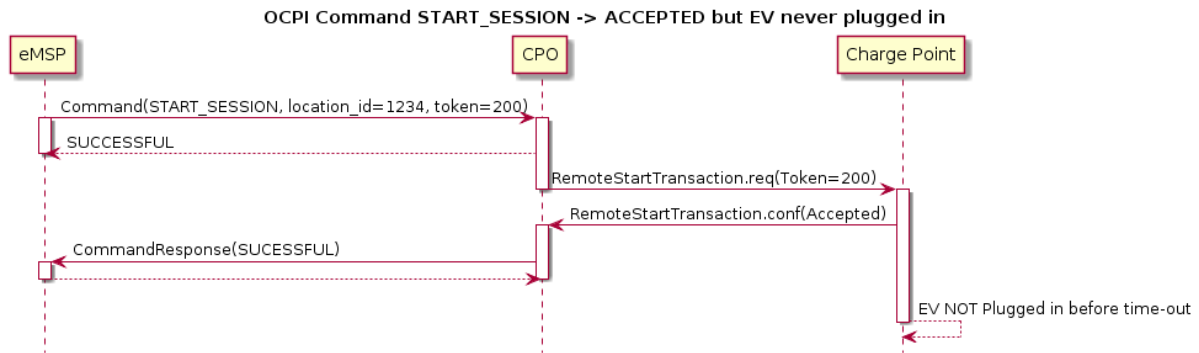 OCPI Command START_SESSION -> ACCEPTED but EV never plugged in
eMSP
CPO
Charge Point
Command(START_SESSION, location_id=1234, token=200)
SUCCESSFUL
RemoteStartTransaction.req(Token=200)
RemoteStartTransaction.conf(Accepted)
CommandResponse(SUCESSFUL)
EV NOT Plugged in before time-out